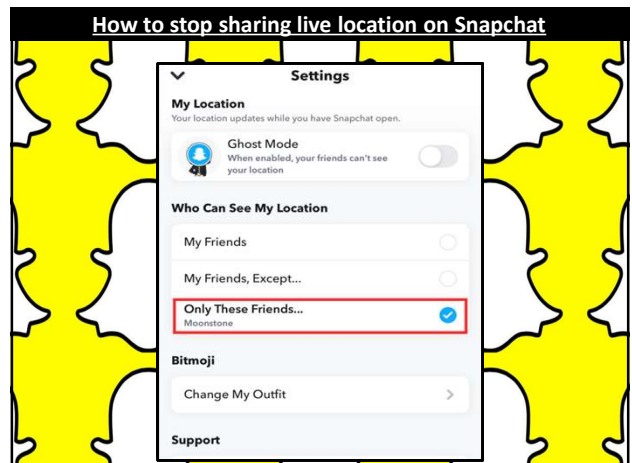 How to stop sharing live location on Snapchat
Settings
My Location
Your location updates while you have Snapchat open.
Ghost Mode
When enabled, your friends can't see
your location
Who Can See My Location
My Friends
My Friends, Except...
Only These Friends...
Moonstone
Bitmoji
Change My Outfit
Support